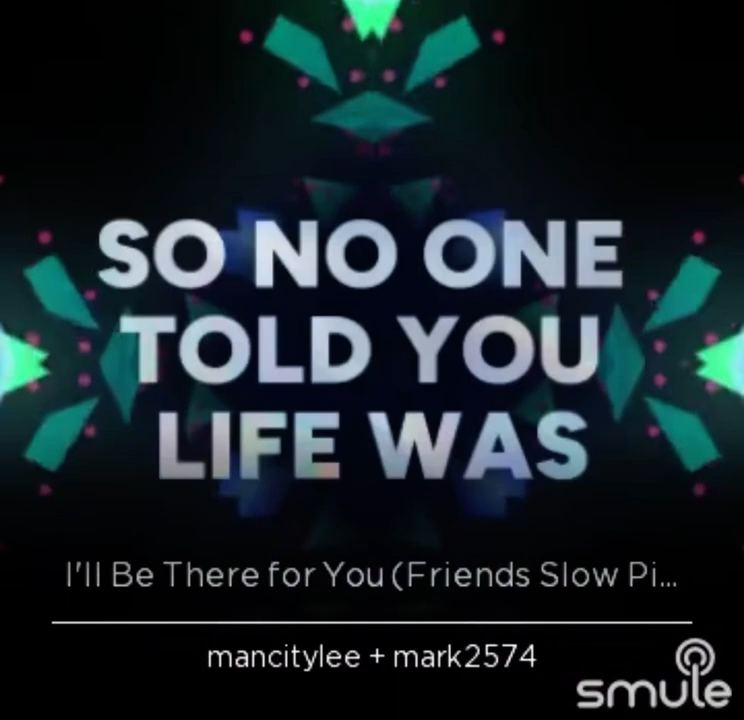 SO NO ONE
TOLD YOU
LIFE WAS
I'll Be There for You (Friends Slow Pi...
mancitylee + mark2574
smule